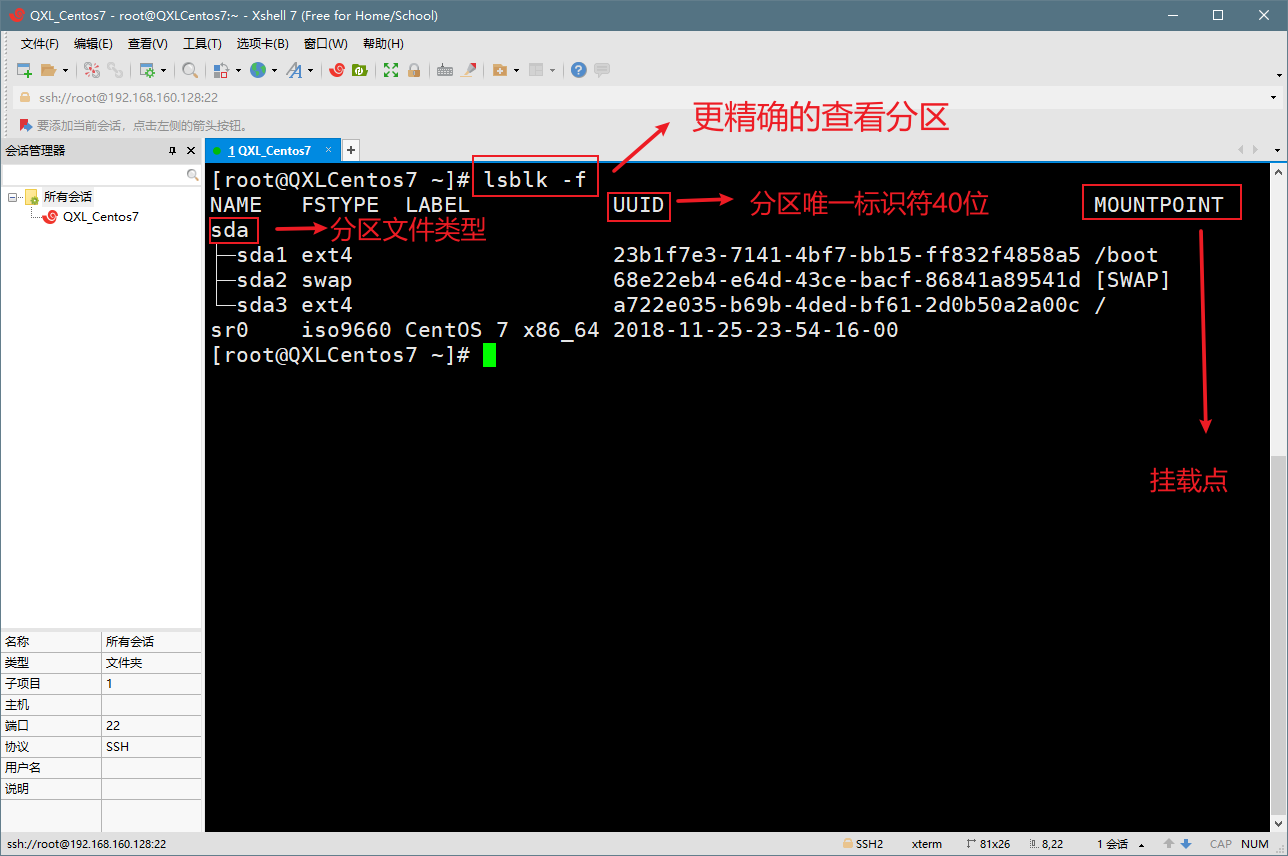 QXL_Centos7 - root@QXLCentos7:~ - Xshell 7 (Free for Home/School)
文件(F) 编辑(E) 查看(V) 工具(T) 选项卡(B) 窗口(W) 帮助(H)
ssh://root@192.168.160.128:22
要添加当前会话，点击左侧的箭头按钮。
更精确的查看分区
会话管理器
1 QXL_Centos7 × +
所有会话
QXL_Centos7
[root@QXLCentos7 ~]# lsblk -f
NAME FSTYPE LABEL UUID MOUNTPOINT
分区唯一标识符40位
sda
分区文件类型
├─sda1 ext4 23b1f7e3-7141-4bf7-bb15-ff832f4858a5 /boot
├─sda2 swap 68e22eb4-e64d-43ce-bacf-86841a89541d [SWAP]
└─sda3 ext4 a722e035-b69b-4ded-bf61-2d0b50a2a00c /
sr0 iso9660 CentOS 7 x86_64 2018-11-25-23-54-16-00
[root@QXLCentos7 ~]#
挂载点
名称 所有会话
类型 文件夹
子项目 1
主机
端口 22
协议 SSH
用户名
说明
ssh://root@192.168.160.128:22 SSH2 xterm 81x26 8,22 1 会话 CAP NUM